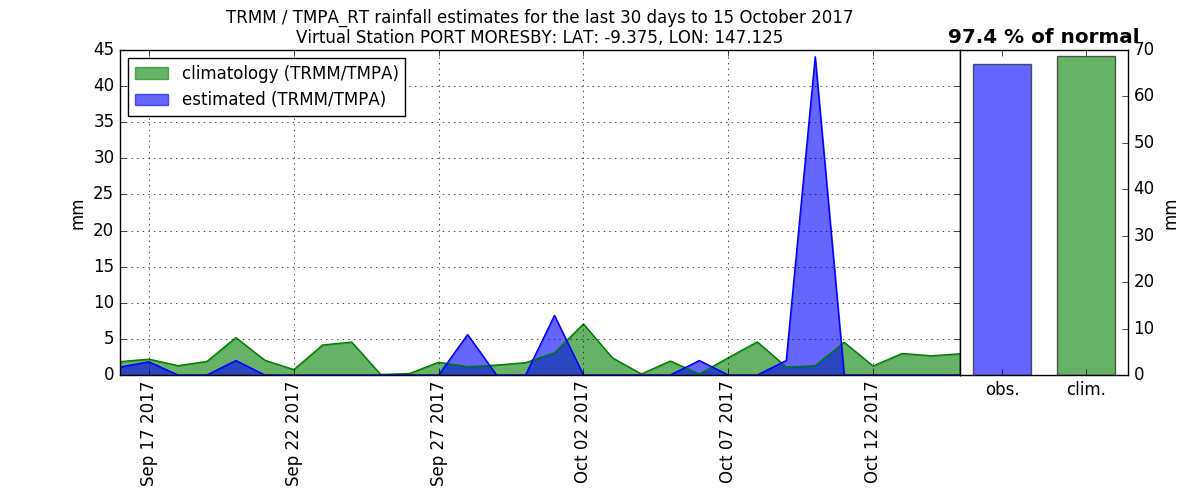 TRMM / TMPA_RT rainfall estimates for the last 30 days to 15 October 2017
Virtual Station PORT MORESBY: LAT: -9.375, LON: 147.125
97.4 % of normal
climatology (TRMM/TMPA)
estimated (TRMM/TMPA)
mm
45
40
35
30
25
20
15
10
5
0
Sep 17 2017
Sep 22 2017
Sep 27 2017
Oct 02 2017
Oct 07 2017
Oct 12 2017
70
60
50
40
30
20
10
0
mm
obs.
clim.